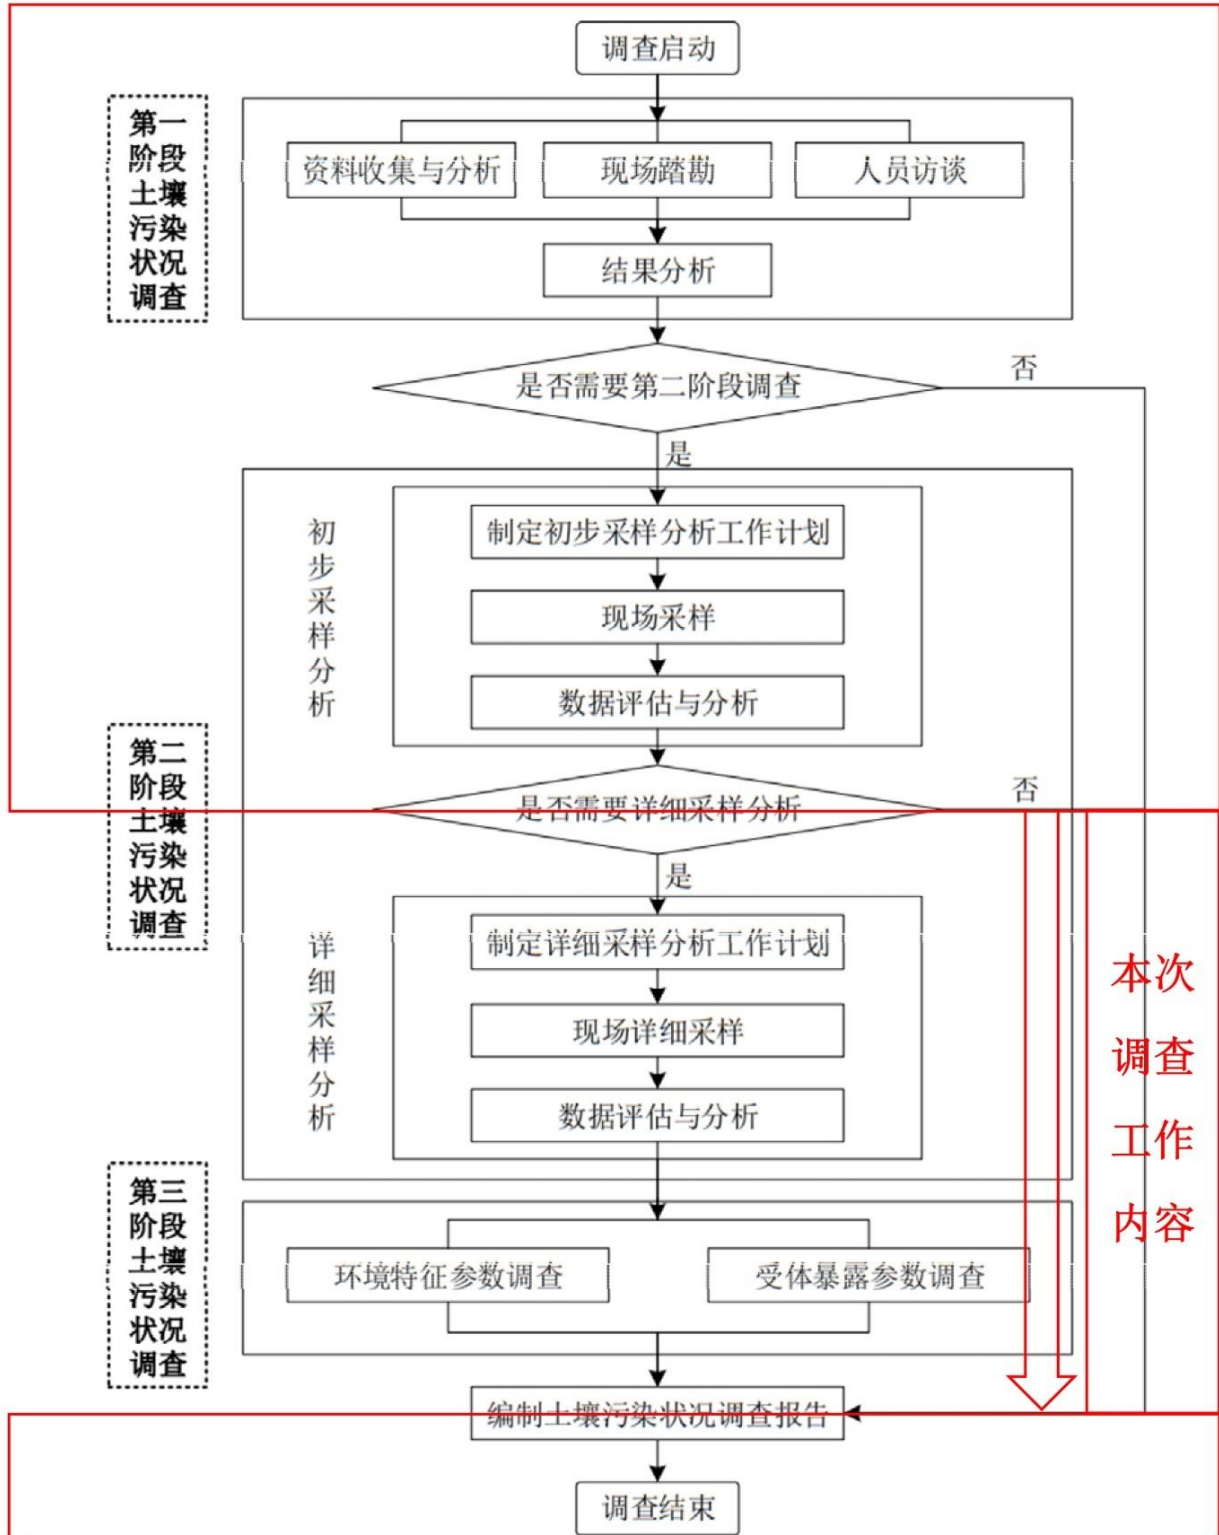 调查启动
第一
阶段
土壤
污染
状况
调查
资料收集与分析
现场踏勘
人员访谈
结果分析
是否需要第二阶段调查
否
是
初步采样分析
制定初步采样分析工作计划
现场采样
数据评估与分析
第二
阶段
土壤
污染
状况
调查
是否需要详细采样分析
否
是
详细采样分析
制定详细采样分析工作计划
现场详细采样
数据评估与分析
本次
调查
工作
内容
第三
阶段
土壤
污染
状况
调查
环境特征参数调查
受体暴露参数调查
编制土壤污染状况调查报告
调查结束